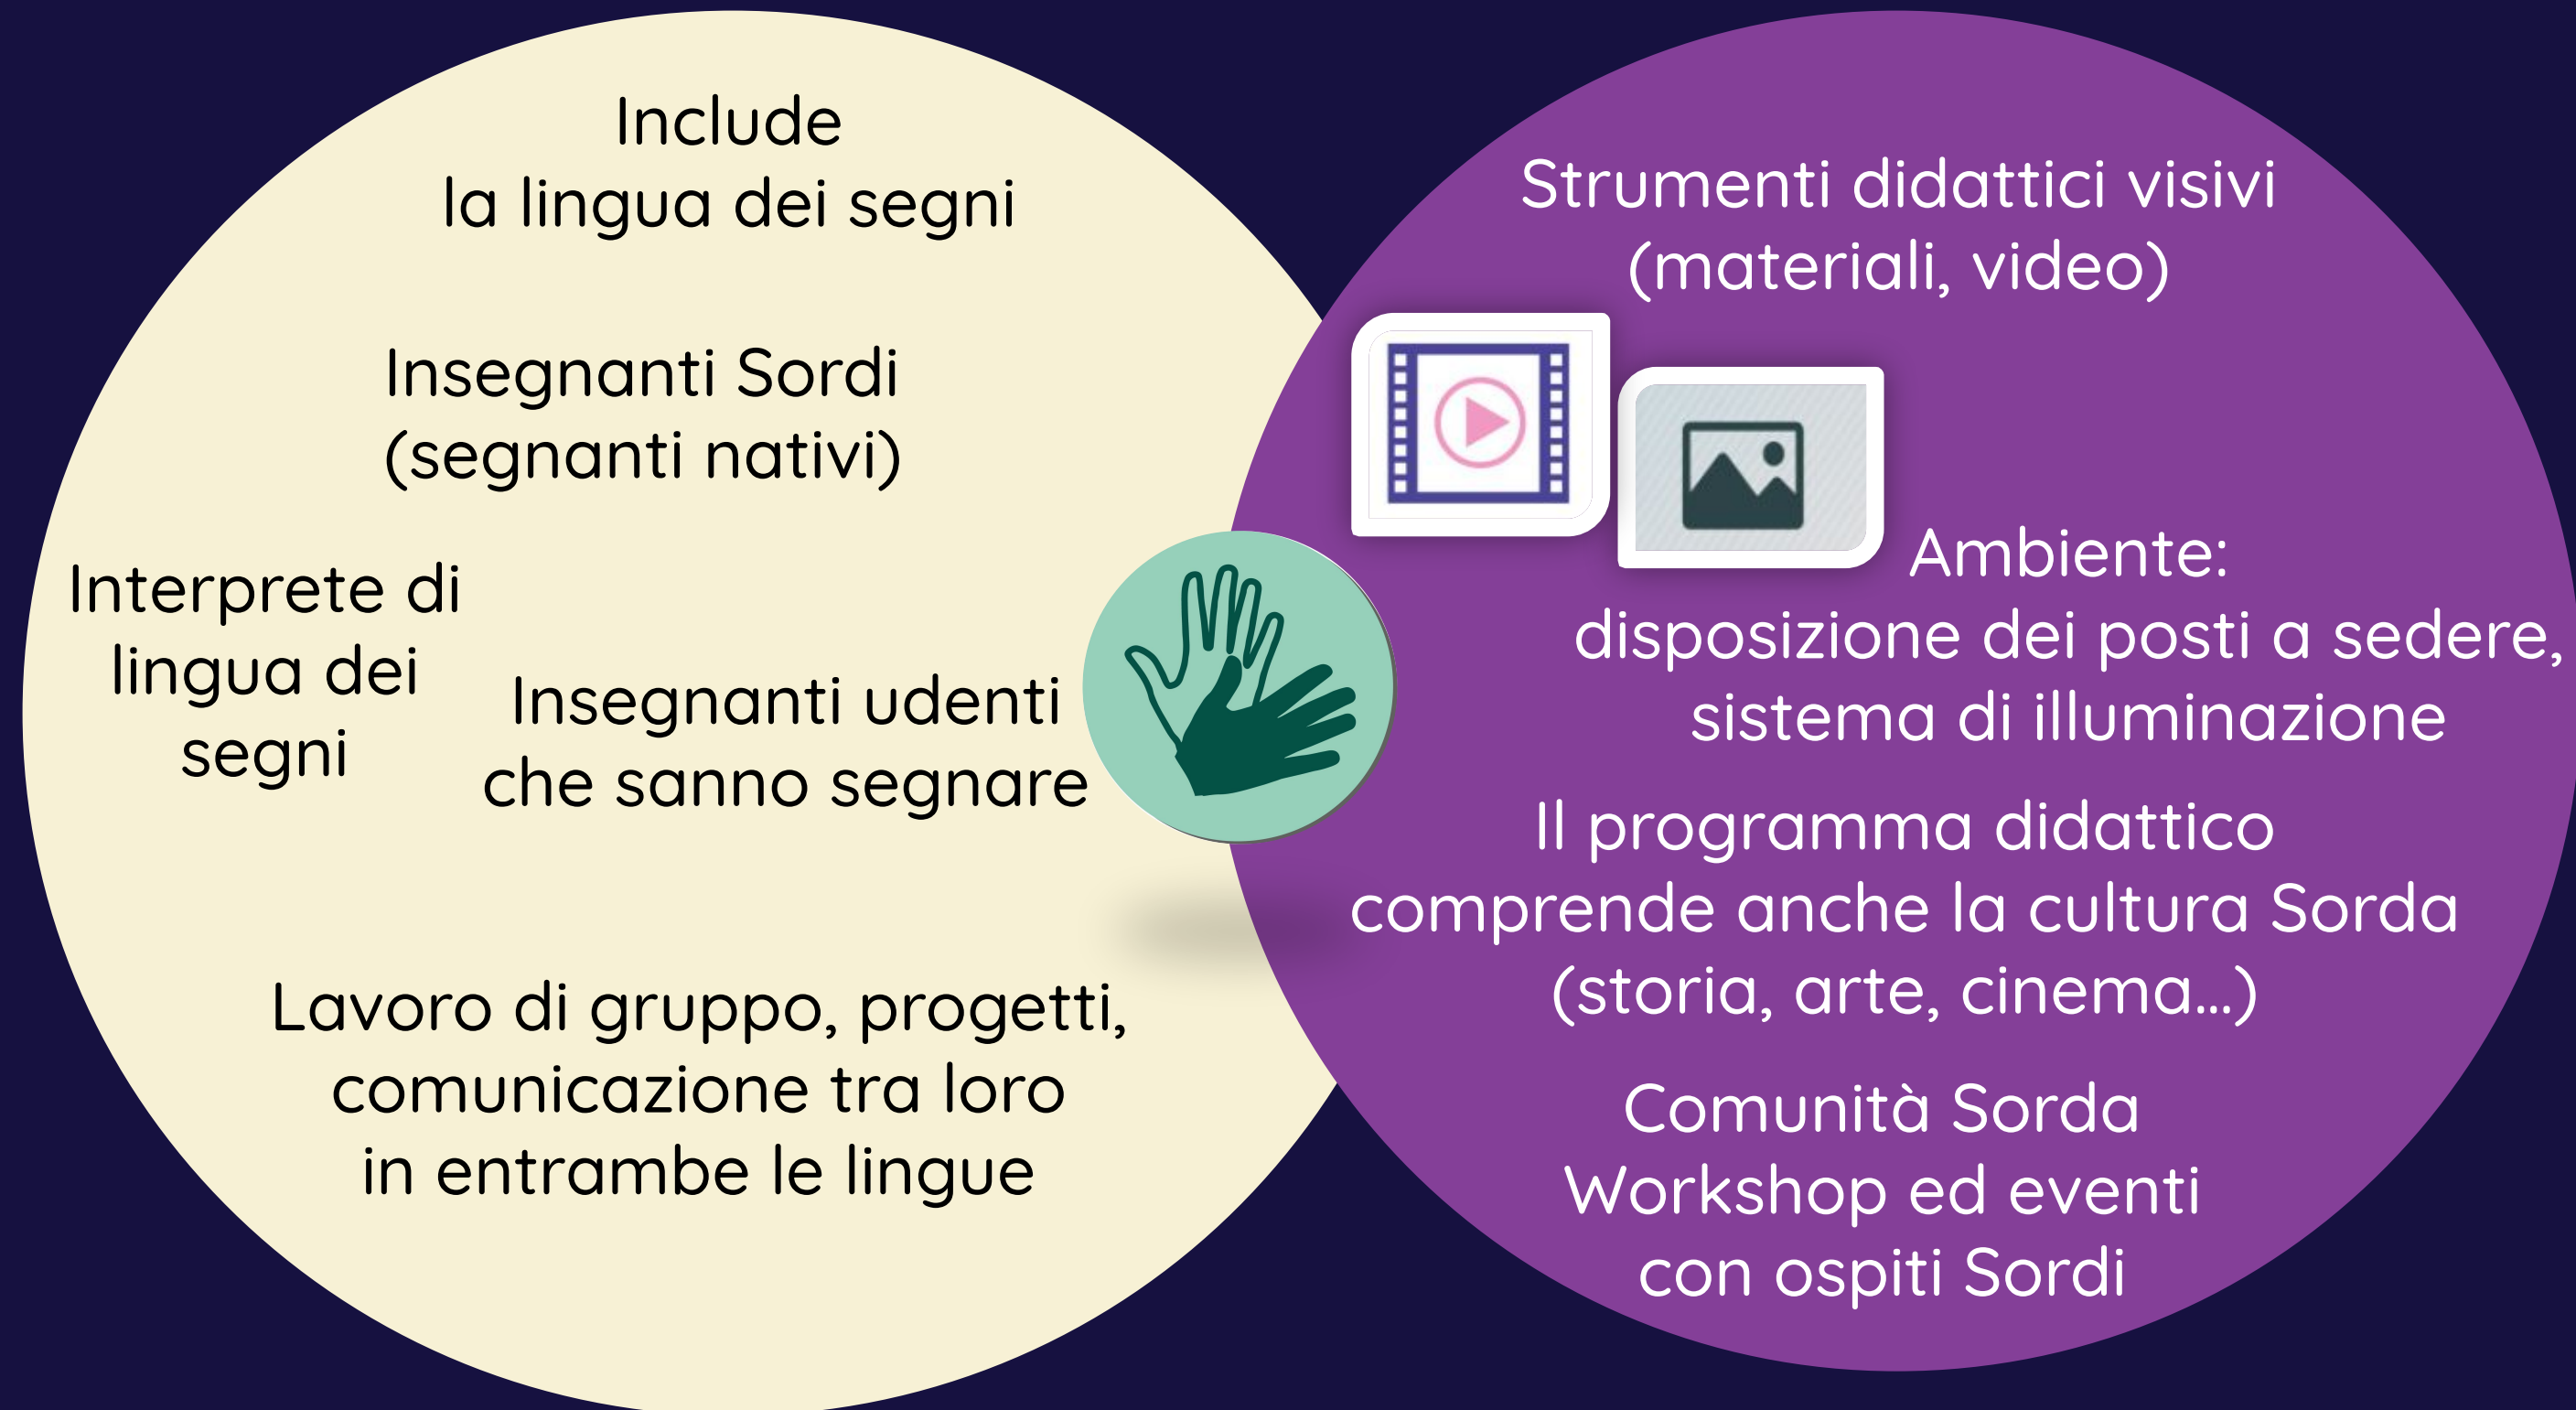 Include
la lingua dei segni
Insegnanti Sordi
(segnanti nativi)
Interprete di
lingua dei
segni
Insegnanti udenti
che sanno segnare
Lavoro di gruppo, progetti,
comunicazione tra loro
in entrambe le lingue
Strumenti didattici visivi
(materiali, video)
Ambiente:
disposizione dei posti a sedere,
sistema di illuminazione
Il programma didattico
comprende anche la cultura Sorda
(storia, arte, cinema...)
Comunità Sorda
Workshop ed eventi
con ospiti Sordi